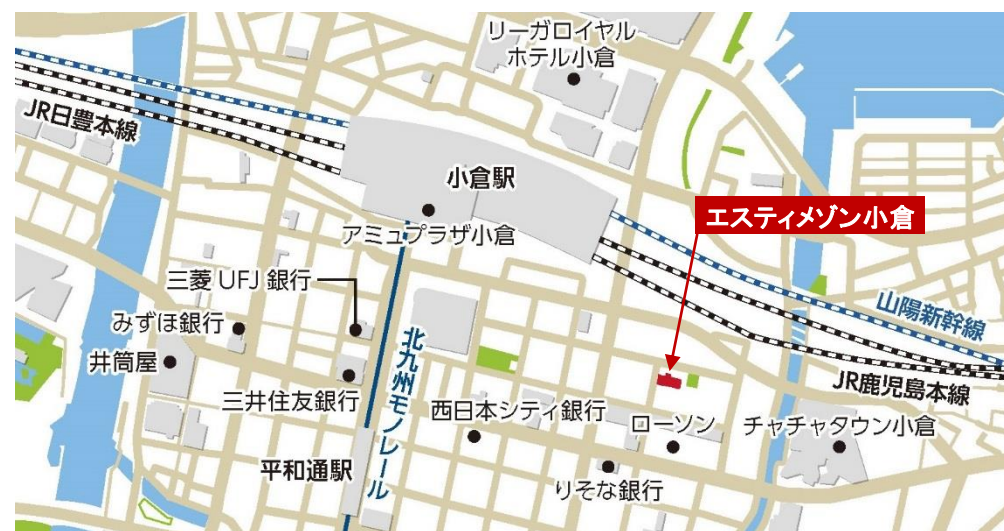 リーガロイヤル
ホテル小倉
JR日豊本線
小倉駅
エスティメゾン小倉
アミュプラザ小倉
三菱UFJ銀行
山陽新幹線
みずほ銀行
北九州モノレール
井筒屋
JR鹿児島本線
三井住友銀行
西日本シティ銀行
ローソン
チャチャタウン小倉
平和通駅
りそな銀行